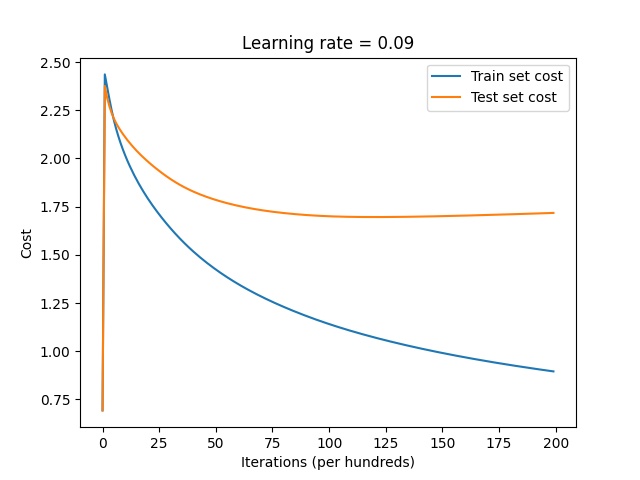 Learning rate = 0.09
Train set cost
Test set cost
2.50
2.25
2.00
1.75
1.50
1.25
1.00
0.75
Cost
0 25 50 75 100 125 150 175 200
Iterations (per hundreds)